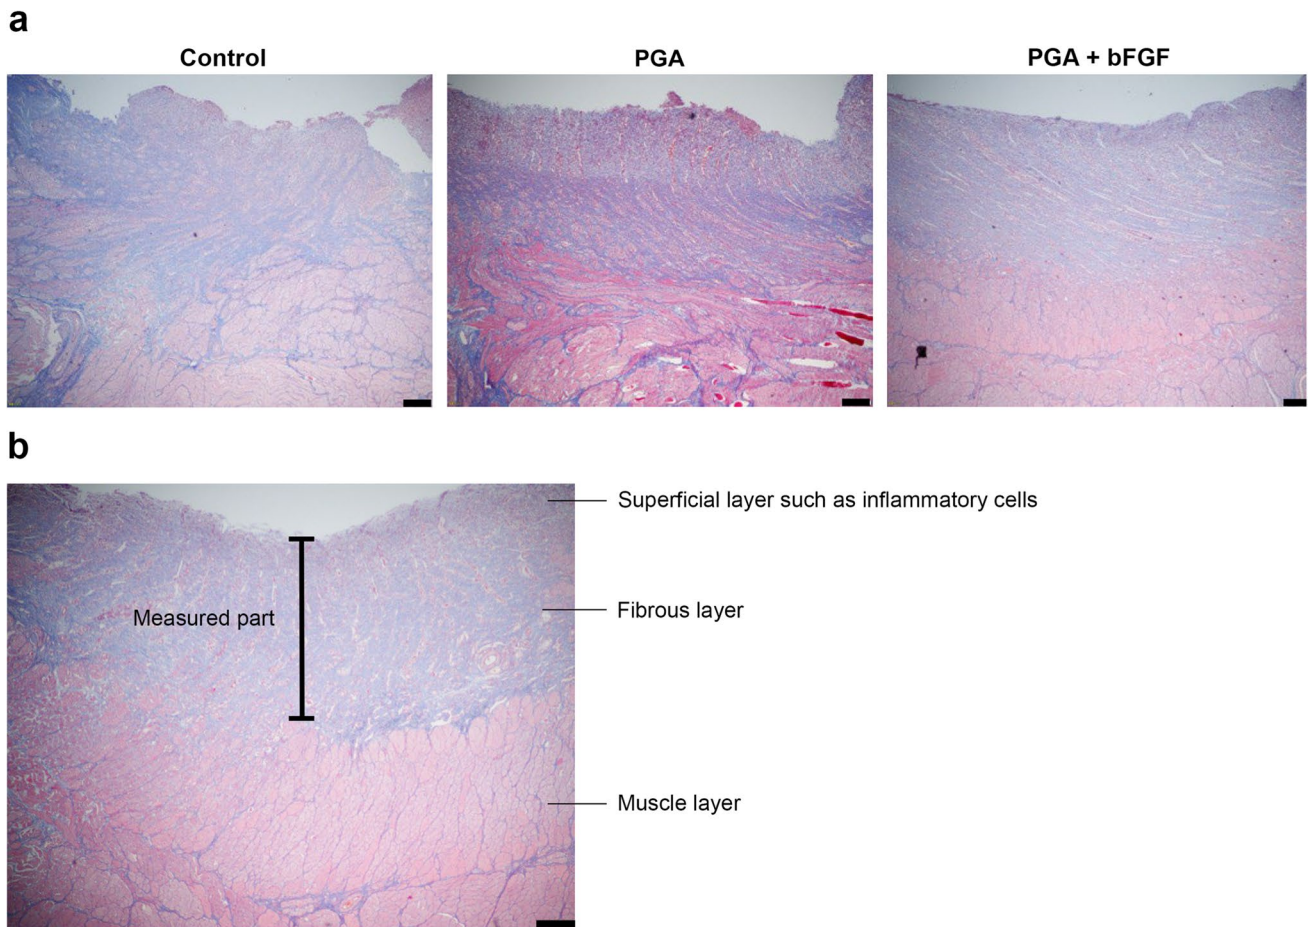 a
Control
PGA
PGA + bFGF
b
Superficial layer such as inflammatory cells
Measured part
Fibrous layer
Muscle layer